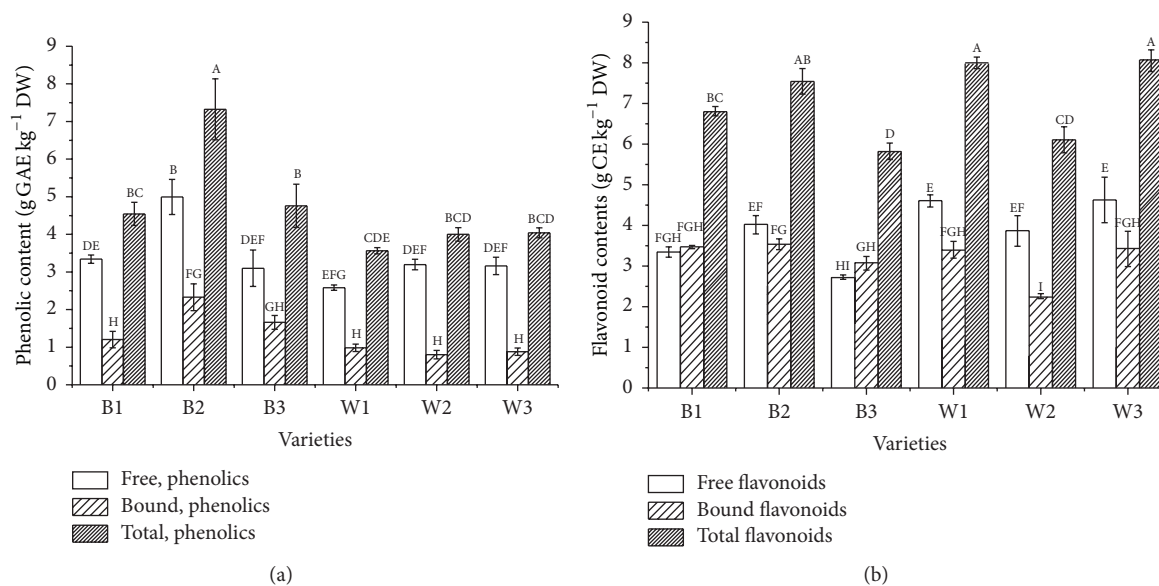 9
8
7
6
5
4
3
2
1
0
Phenolic content (g GAE kg⁻¹ DW)
DE
H
BC
B
FG
A
DEF
GH
BC
EFG
H
CDE
DEF
H
BCD
DEF
H
BCD
B1 B2 B3 W1 W2 W3
Varieties
Free, phenolics
Bound, phenolics
Total, phenolics
(a)
9
8
7
6
5
4
3
2
1
0
Flavonoid contents (g CE kg⁻¹ DW)
FGH
FGH
BC
EF
FG
AB
HI
GH
D
E
FGH
A
EF
I
CD
E
FGH
A
B1 B2 B3 W1 W2 W3
Varieties
Free flavonoids
Bound flavonoids
Total flavonoids
(b)